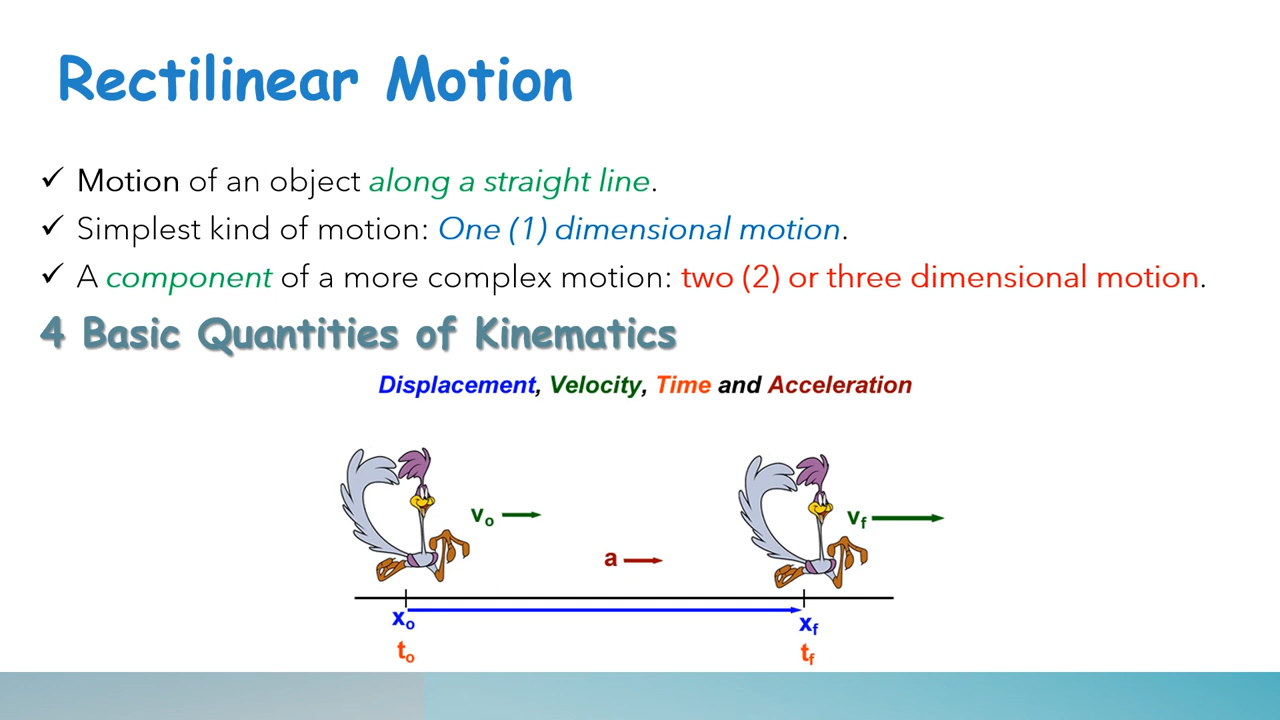 Rectilinear Motion
✓ Motion of an object along a straight line.
✓ Simplest kind of motion: One (1) dimensional motion.
✓ A component of a more complex motion: two (2) or three dimensional motion.
4 Basic Quantities of Kinematics
Displacement, Velocity, Time and Acceleration
vo
vf
a
xo
xf
to
tf